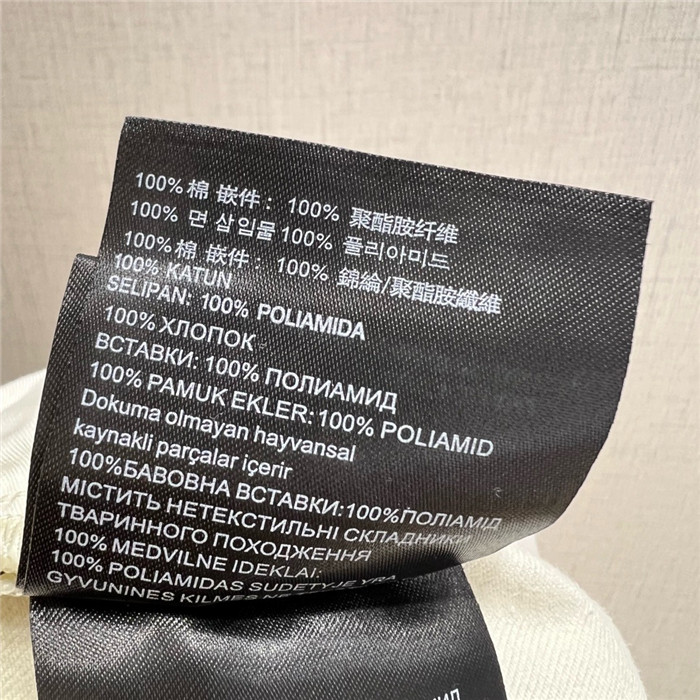 100% 棉 嵌件： 100% 聚酯胺纤维
100% 면 삽입물 100% 폴리아미드
100% 棉 嵌件： 100% 錦綸/聚酯胺纖維
100% KATUN
SELIPAN: 100% POLIAMIDA
100% ХЛОПОК
ВСТАВКИ: 100% ПОЛИАМИД
100% PAMUK EKLER: 100% POLIAMID
Dokuma olmayan hayvansal
kaynakli parçalar içerir
100%БАВОВНА ВСТАВКИ:100%ПОЛІАМІД
МІСТИТЬ НЕТЕКСТИЛЬНІ СКЛАДНИКИ
ТВАРИННОГО ПОХОДЖЕННЯ
100% MEDVILNE IDEKLAI:
100% POLIAMIDAS SUDETYJE YRA
GYVUNINES KILMES